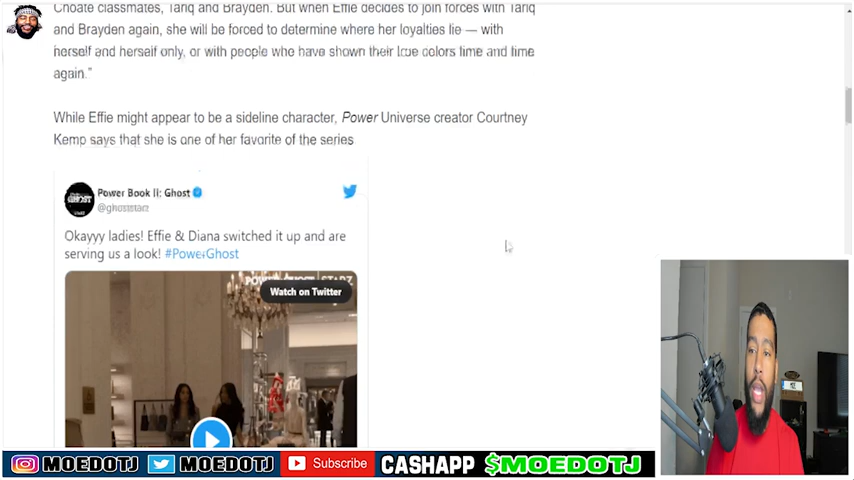 Choate classmates, Tariq and Brayden. But when Effie decides to join forces with Tariq
and Brayden again, she will be forced to determine where her loyalties lie — with
herself and herself only, or with people who have shown their true colors time and time
again."
While Effie might appear to be a sideline character, Power Universe creator Courtney
Kemp says that she is one of her favorite of the series
Power Book II: Ghost
@ghoststarz
Okayyy ladies! Effie & Diana switched it up and are
serving us a look! #PowerGhost
POWER GHOST | STARZ
Watch on Twitter
MOEDOTJ
MOEDOTJ
Subscribe
CASHAPP
$MOEDOTJ